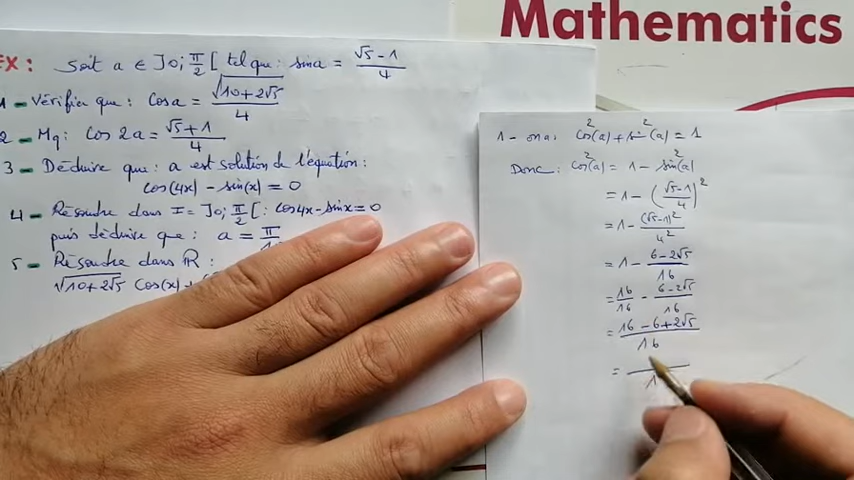 Mathematics
EX : Soit a ∈ ]0; π/2[ tel que : sin a = (√5 - 1)/4
1 - Vérifier que : cos a = √(10+2√5)/4
2 - Mq : cos 2a = (√5+1)/4
3 - Déduire que : a est solution de l'équation :
cos(4x) - sin(x) = 0
4 - Résoudre dans I = ]0; π/2[ : cos4x - sinx = 0
puis déduire que : a = π/1
5 - Résoudre dans ℝ :
√(10+2√5) cos(x) +
1 - on a : cos²(a) + sin²(a) = 1
Donc : cos²(a) = 1 - sin²(a)
= 1 - ((√5-1)/4)²
= 1 - (√5-1)²/4²
= 1 - (6-2√5)/16
= 16/16 - (6-2√5)/16
= (16-6+2√5)/16
= /1